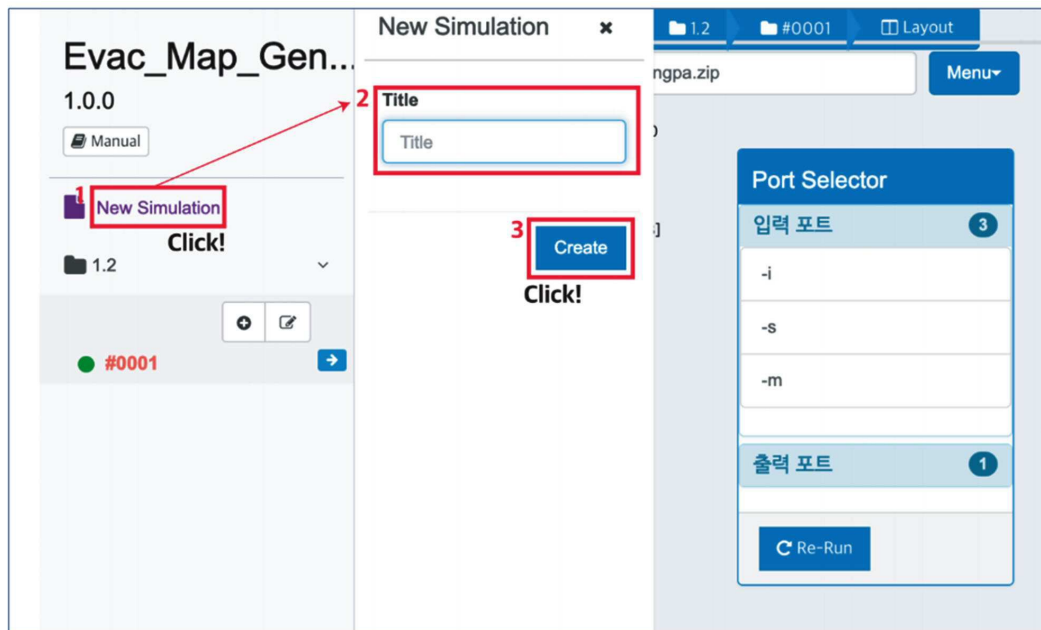 Evac_Map_Gen...
1.0.0
Manual
1 New Simulation
Click!
1.2
#0001
New Simulation ×
2 Title
Title
3 Create
Click!
1.2 #0001 Layout
ngpa.zip Menu
Port Selector
입력 포트 3
-i
-s
-m
출력 포트 1
Re-Run